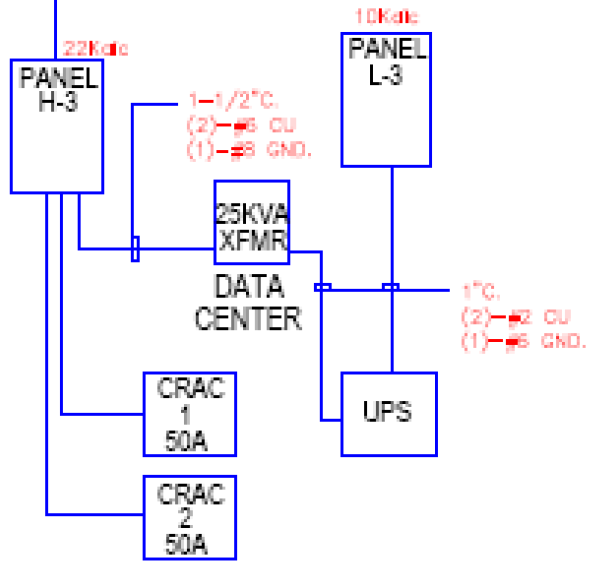 10Kaic
22Kaic
PANEL
H-3
PANEL
L-3
1-1/2"C.
(2)-#6 CU
(1)-#8 GND.
25KVA
XFMR
DATA
CENTER
1"C.
(2)-#2 CU
(1)-#6 GND.
CRAC
1
50A
UPS
CRAC
2
50A